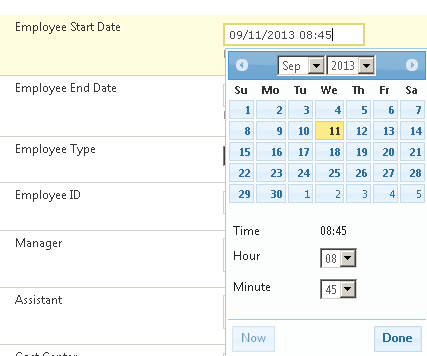 Employee Start Date
09/11/2013 08:45
Sep 2013
Su Mo Tu We Th Fr Sa
1 2 3 4 5 6 7
8 9 10 11 12 13 14
15 16 17 18 19 20 21
22 23 24 25 26 27 28
29 30 1 2 3 4 5
Employee End Date
Employee Type
Employee ID
Manager
Assistant
Time 08:45
Hour 08
Minute 45
Now Done
Cost Center